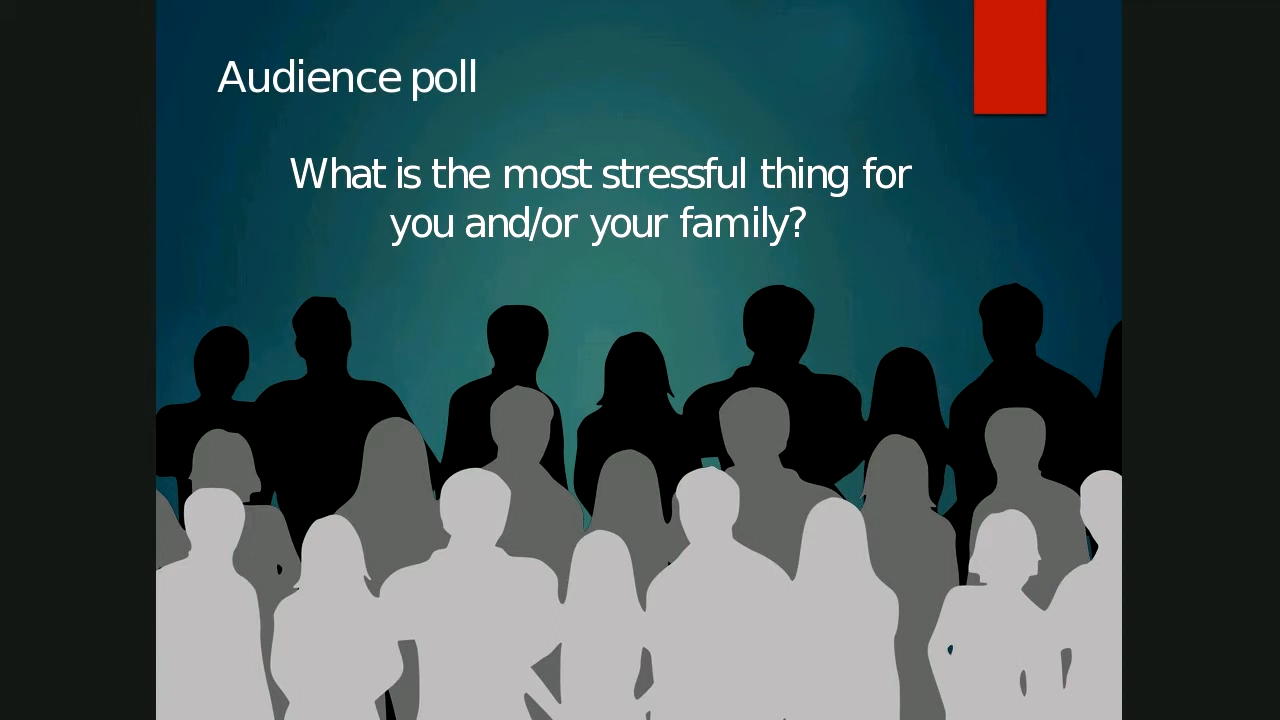 Audience poll
What is the most stressful thing for
you and/or your family?